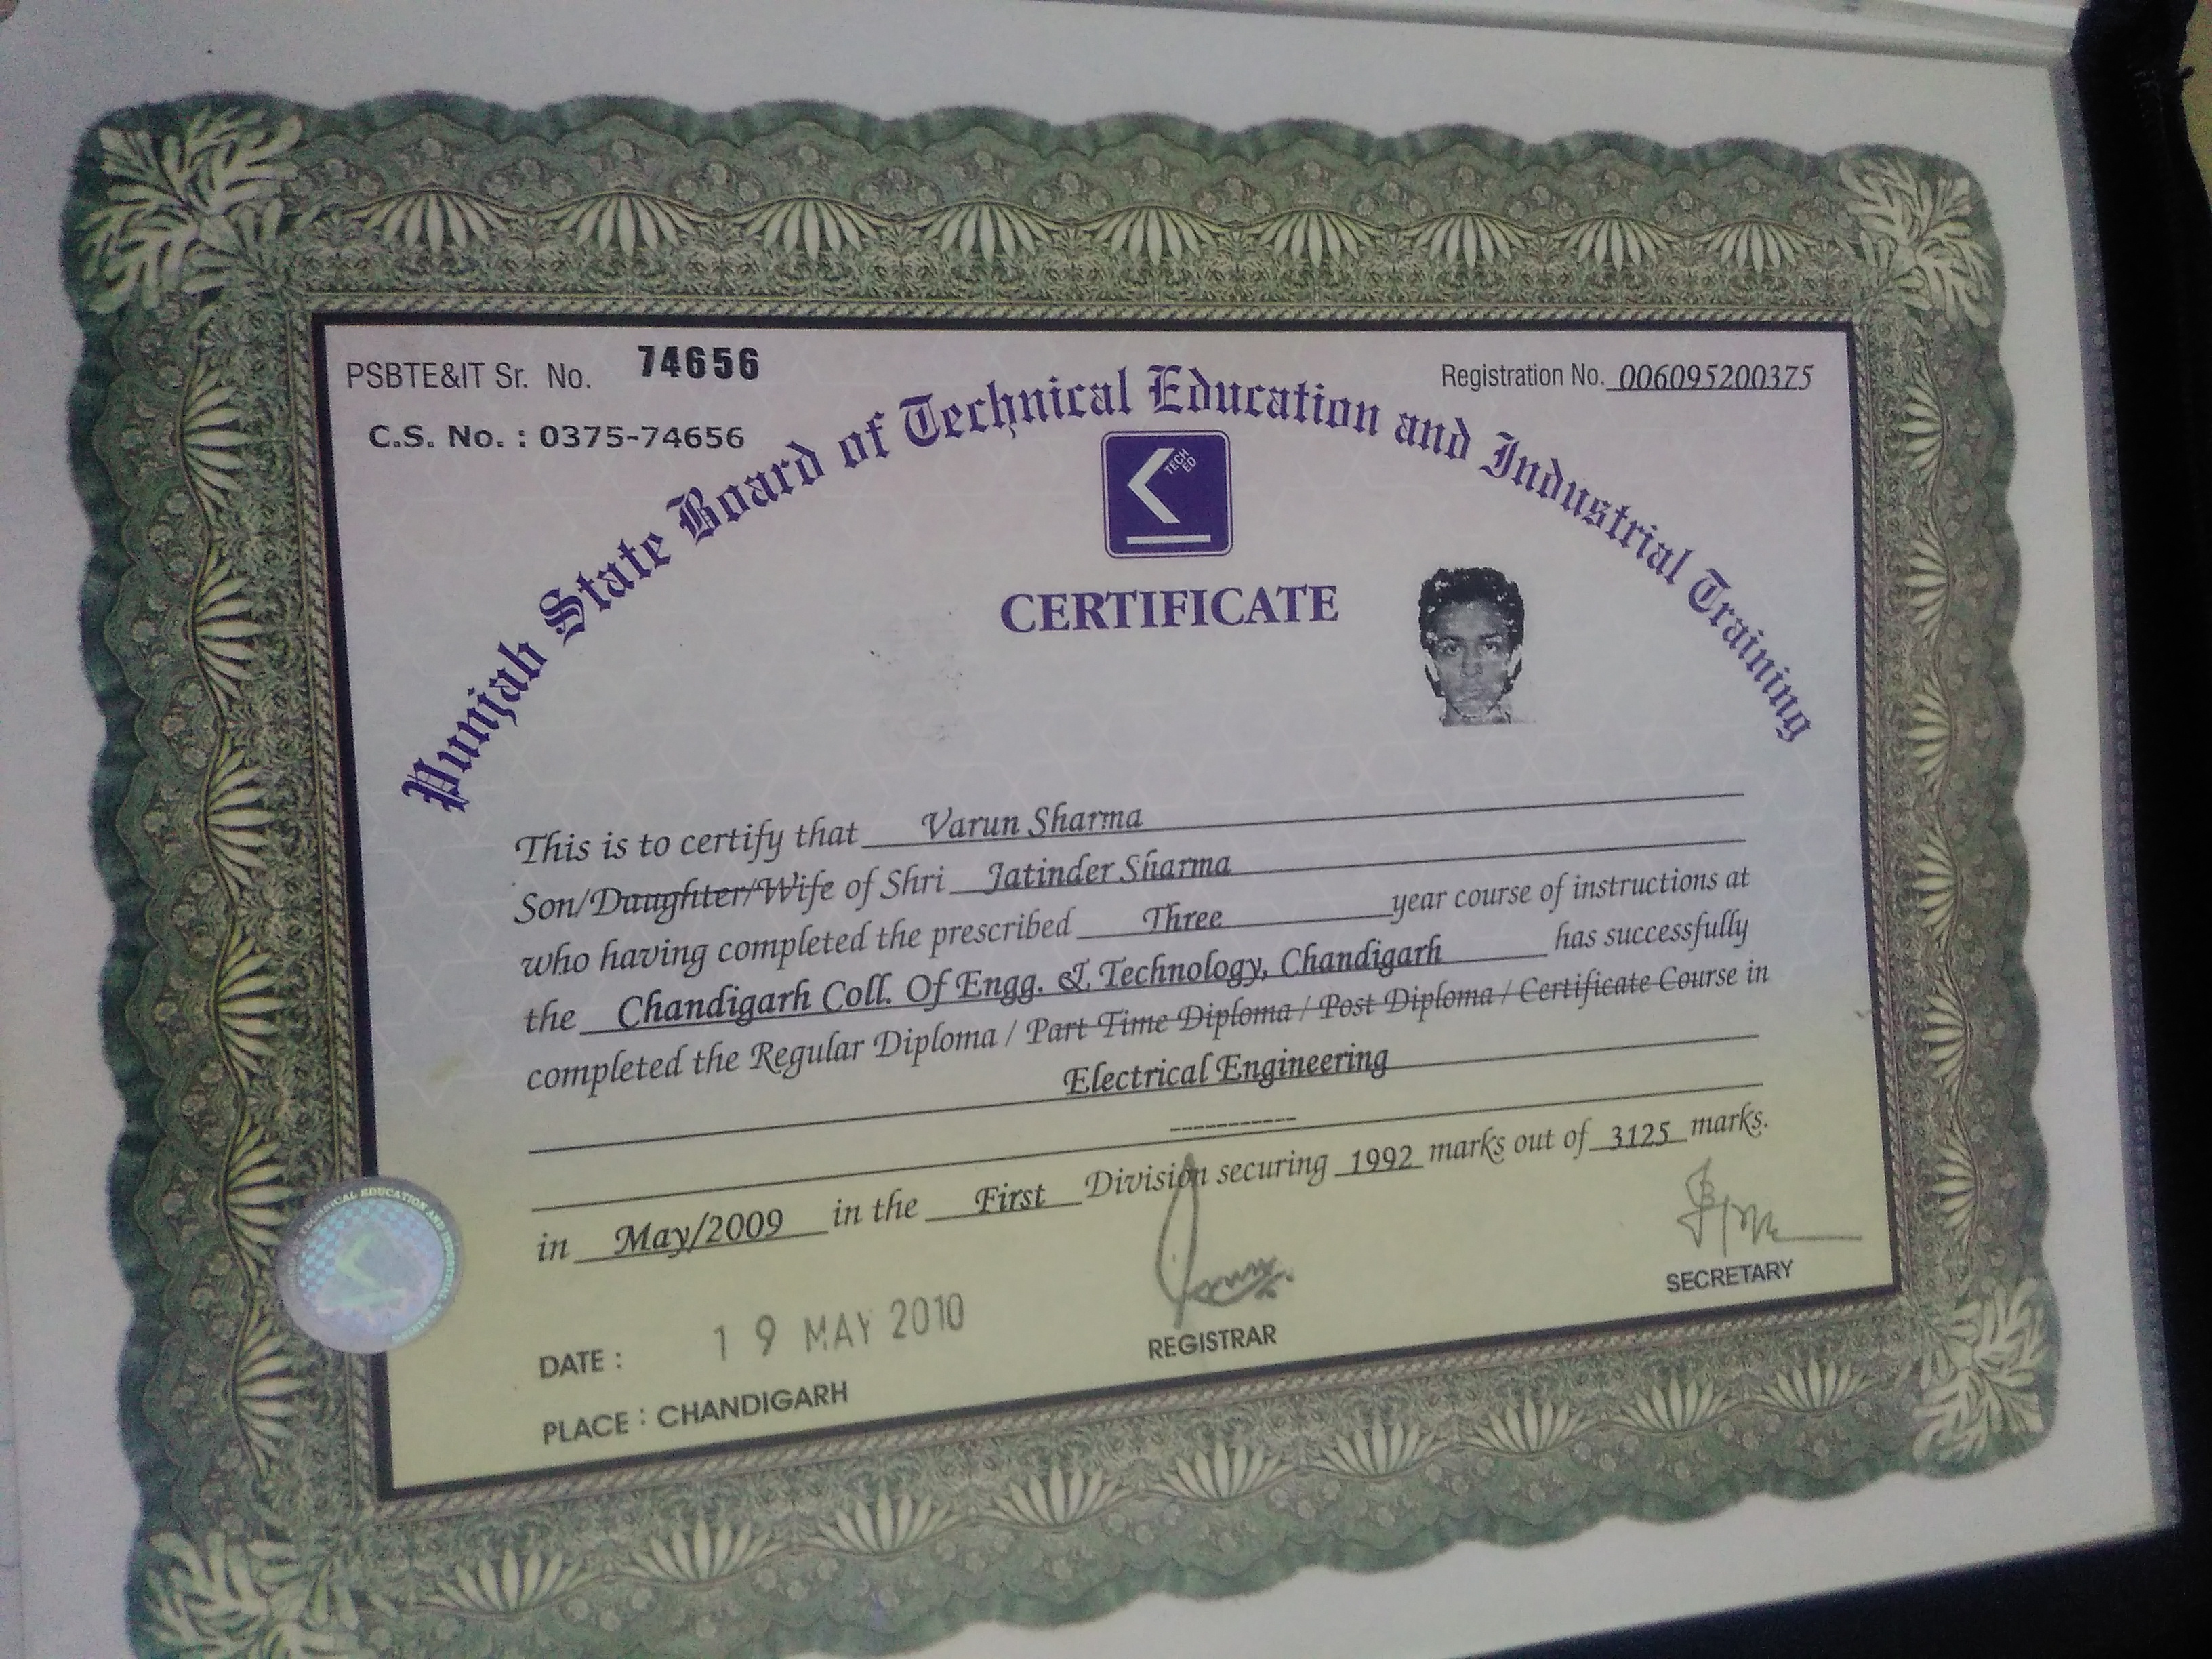 PSBTE&IT Sr. No. 74656
Registration No. 006095200375
C.S. No. : 0375-74656
Punjab State Board of Technical Education and Industrial Training
TECH
ED
CERTIFICATE
This is to certify that Varun Sharma
Son/Daughter/Wife of Shri Jatinder Sharma
who having completed the prescribed Three year course of instructions at
the Chandigarh Coll. Of Engg. & Technology, Chandigarh has successfully
completed the Regular Diploma / Part Time Diploma / Post Diploma / Certificate Course in
Electrical Engineering
-----------
in May/2009 in the First Division securing 1992 marks out of 3125 marks.
DATE : 19 MAY 2010
REGISTRAR
SECRETARY
PLACE : CHANDIGARH
TECHNICAL EDUCATION AND INDUSTRIAL TRAINING